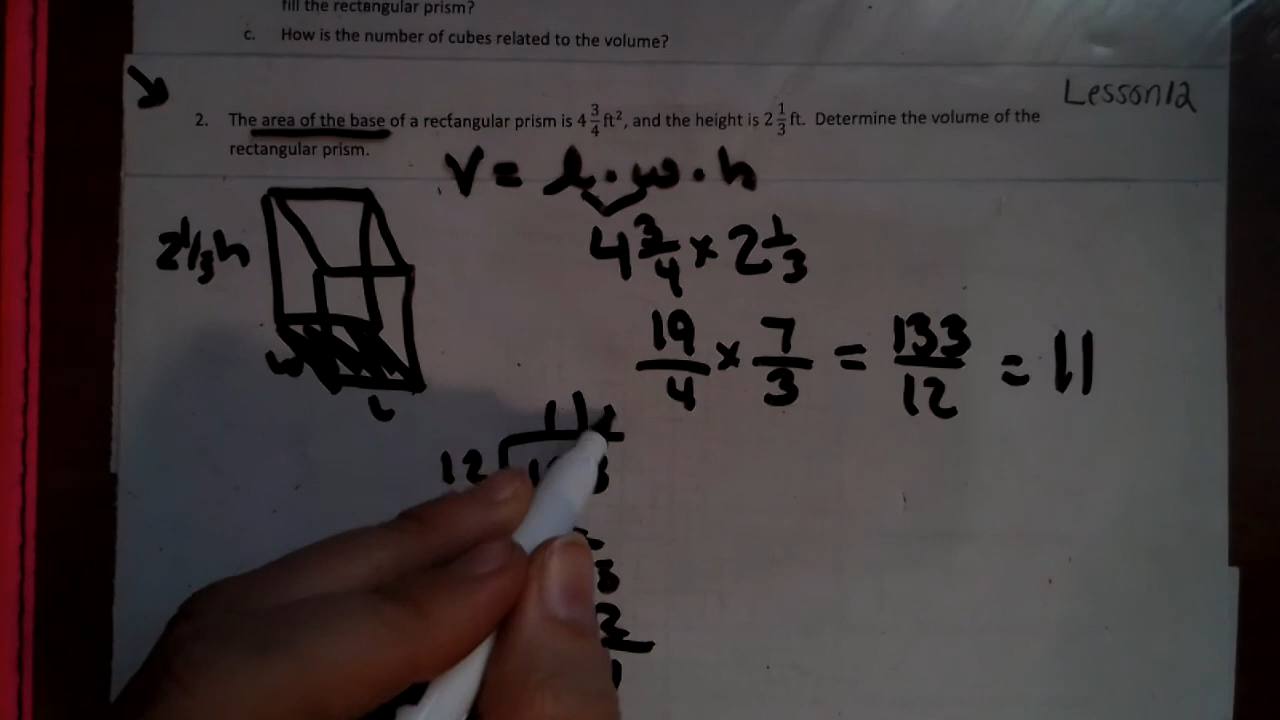 fill the rectangular prism?
c. How is the number of cubes related to the volume?
Lesson 12
2. The area of the base of a rectangular prism is 4 3/4 ft², and the height is 2 1/3 ft. Determine the volume of the
rectangular prism.
V = l · w · h
2 1/3 h
4 3/4 × 2 1/3
19/4 × 7/3 = 133/12 = 11
w
L
11
12